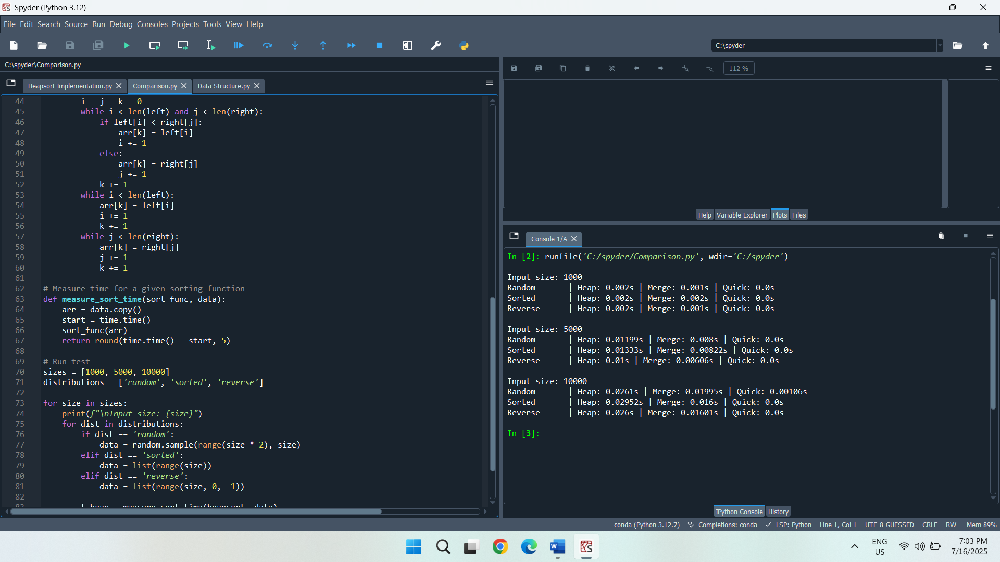 Spyder (Python 3.12)
File Edit Search Source Run Debug Consoles Projects Tools View Help
C:\spyder
C:\spyder\Comparison.py
Heapsort Implementation.py
Comparison.py
Data Structure.py
44         i = j = k = 0
45         while i < len(left) and j < len(right):
46             if left[i] < right[j]:
47                 arr[k] = left[i]
48                 i += 1
49             else:
50                 arr[k] = right[j]
51                 j += 1
52             k += 1
53         while i < len(left):
54             arr[k] = left[i]
55             i += 1
56             k += 1
57         while j < len(right):
58             arr[k] = right[j]
59             j += 1
60             k += 1
61
62 # Measure time for a given sorting function
63 def measure_sort_time(sort_func, data):
64     arr = data.copy()
65     start = time.time()
66     sort_func(arr)
67     return round(time.time() - start, 5)
68
69 # Run test
70 sizes = [1000, 5000, 10000]
71 distributions = ['random', 'sorted', 'reverse']
72
73 for size in sizes:
74     print(f"\nInput size: {size}")
75     for dist in distributions:
76         if dist == 'random':
77             data = random.sample(range(size * 2), size)
78         elif dist == 'sorted':
79             data = list(range(size))
80         elif dist == 'reverse':
81             data = list(range(size, 0, -1))
82
83         t_heap = measure_sort_time(heapsort, data)
112 %
Help Variable Explorer Plots Files
Console 1/A
In [2]: runfile('C:/spyder/Comparison.py', wdir='C:/spyder')
Input size: 1000
Random       | Heap: 0.002s | Merge: 0.001s | Quick: 0.0s
Sorted       | Heap: 0.002s | Merge: 0.002s | Quick: 0.0s
Reverse      | Heap: 0.002s | Merge: 0.001s | Quick: 0.0s
Input size: 5000
Random       | Heap: 0.01199s | Merge: 0.008s | Quick: 0.0s
Sorted       | Heap: 0.01333s | Merge: 0.00822s | Quick: 0.0s
Reverse      | Heap: 0.01s | Merge: 0.00606s | Quick: 0.0s
Input size: 10000
Random       | Heap: 0.0261s | Merge: 0.01995s | Quick: 0.00106s
Sorted       | Heap: 0.02952s | Merge: 0.016s | Quick: 0.0s
Reverse      | Heap: 0.026s | Merge: 0.01601s | Quick: 0.0s
In [3]:
IPython Console History
conda (Python 3.12.7) Completions: conda LSP: Python Line 1, Col 1 UTF-8-GUESSED CRLF RW Mem 89%
ENG
US
7:03 PM
7/16/2025